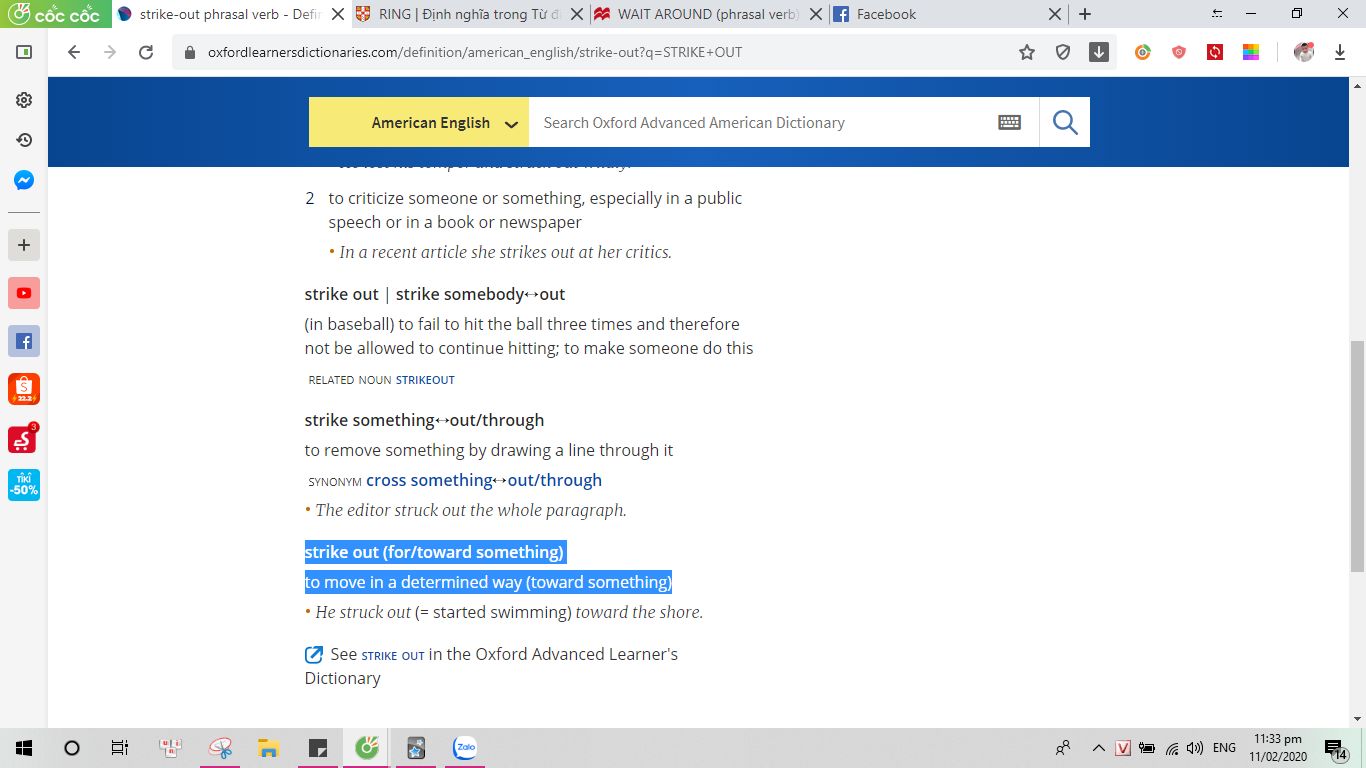 cốc cốc
strike-out phrasal verb - Defin
RING | Định nghĩa trong Từ đi
WAIT AROUND (phrasal verb)
Facebook
oxfordlearnersdictionaries.com/definition/american_english/strike-out?q=STRIKE+OUT
American English
Search Oxford Advanced American Dictionary
2 to criticize someone or something, especially in a public
speech or in a book or newspaper
• In a recent article she strikes out at her critics.
strike out | strike somebody↔out
(in baseball) to fail to hit the ball three times and therefore
not be allowed to continue hitting; to make someone do this
RELATED NOUN STRIKEOUT
strike something↔out/through
to remove something by drawing a line through it
SYNONYM cross something↔out/through
• The editor struck out the whole paragraph.
strike out (for/toward something)
to move in a determined way (toward something)
• He struck out (= started swimming) toward the shore.
See STRIKE OUT in the Oxford Advanced Learner's
Dictionary
22.2
3
TIKI
-50%
Zalo
V
ENG
11:33 pm
11/02/2020
14